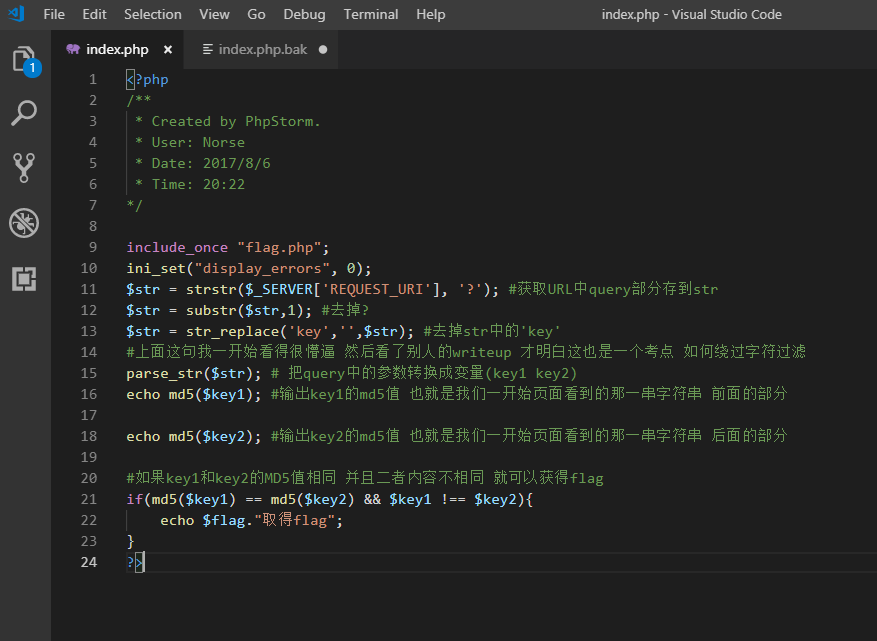 File Edit Selection View Go Debug Terminal Help index.php - Visual Studio Code
index.php × index.php.bak
1
1 <?php
2 /**
3 * Created by PhpStorm.
4 * User: Norse
5 * Date: 2017/8/6
6 * Time: 20:22
7 */
8
9 include_once "flag.php";
10 ini_set("display_errors", 0);
11 $str = strstr($_SERVER['REQUEST_URI'], '?'); #获取URL中query部分存到str
12 $str = substr($str,1); #去掉?
13 $str = str_replace('key','',$str); #去掉str中的'key'
14 #上面这句我一开始看得很懵逼 然后看了别人的writeup 才明白这也是一个考点 如何绕过字符过滤
15 parse_str($str); # 把query中的参数转换成变量(key1 key2)
16 echo md5($key1); #输出key1的md5值 也就是我们一开始页面看到的那一串字符串 前面的部分
17
18 echo md5($key2); #输出key2的md5值 也就是我们一开始页面看到的那一串字符串 后面的部分
19
20 #如果key1和key2的MD5值相同 并且二者内容不相同 就可以获得flag
21 if(md5($key1) == md5($key2) && $key1 !== $key2){
22 echo $flag."取得flag";
23 }
24 ?>